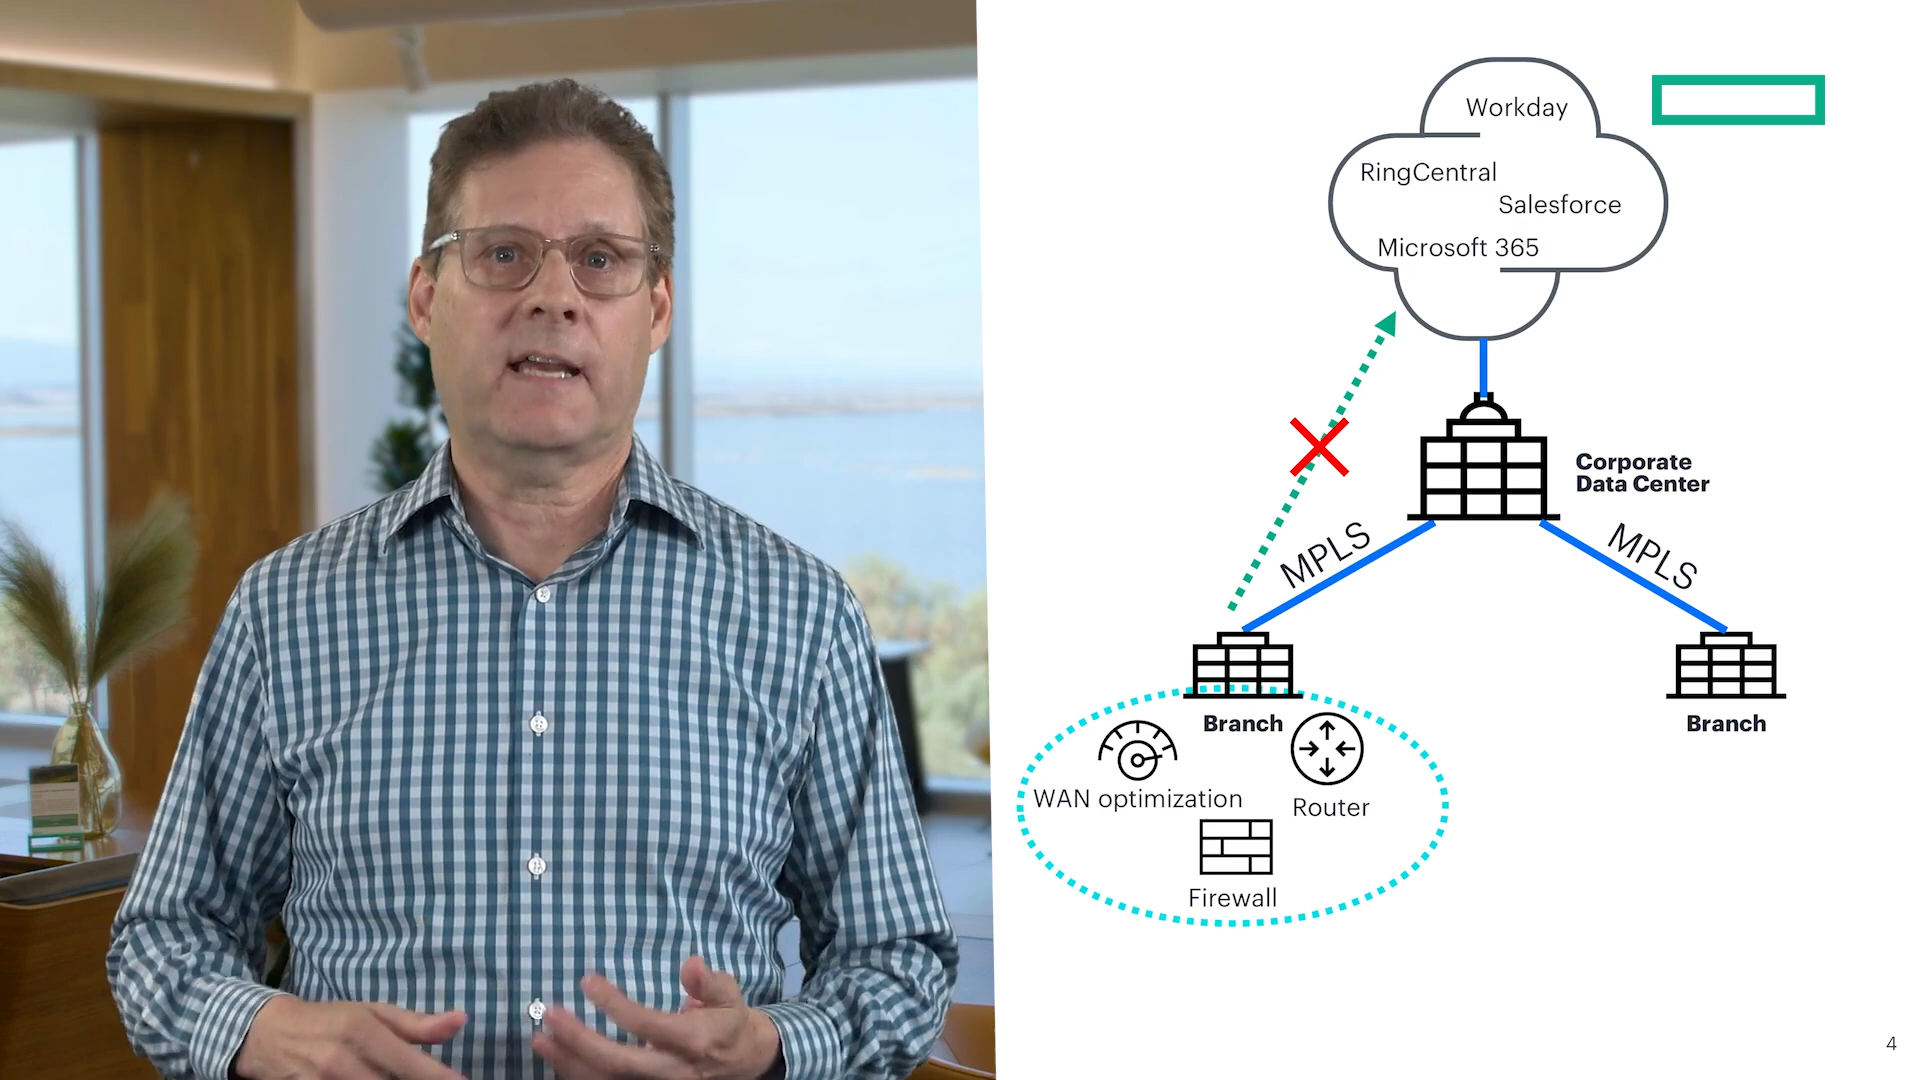 Workday
RingCentral
Salesforce
Microsoft 365
Corporate
Data Center
MPLS
MPLS
Branch
Branch
WAN optimization
Router
Firewall
4